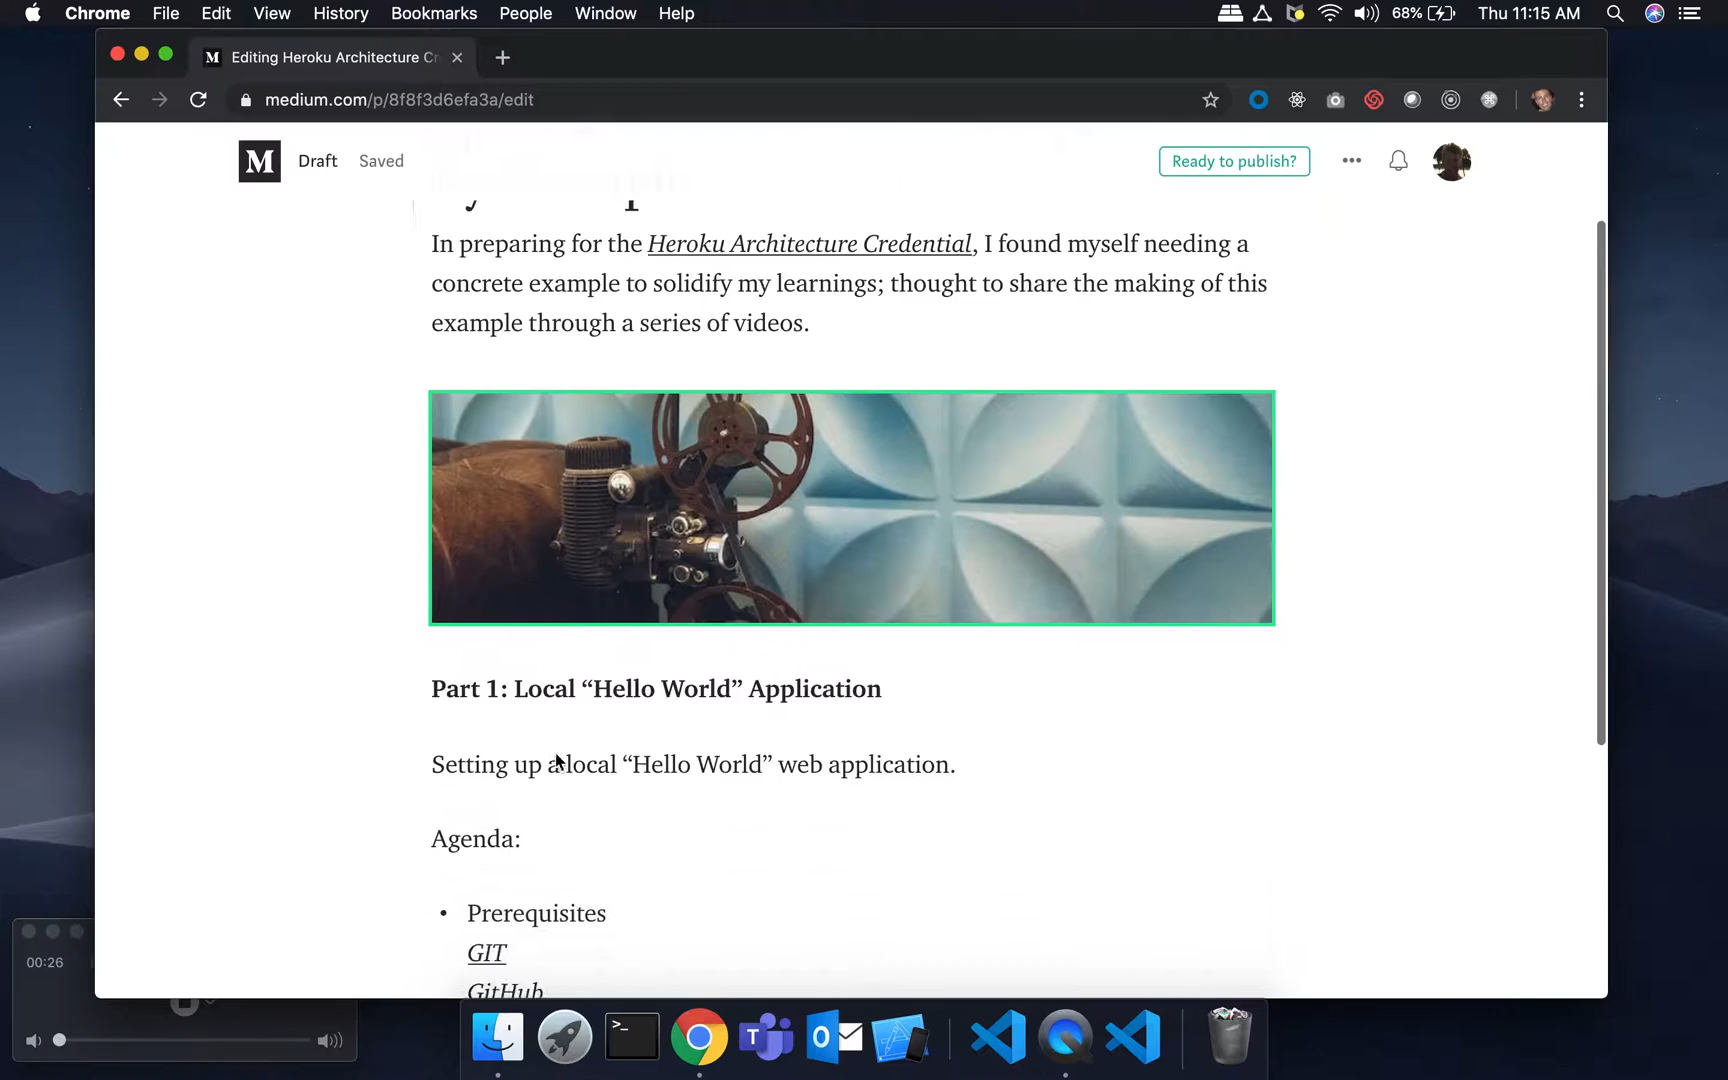 Chrome File Edit View History Bookmarks People Window Help 68% Thu 11:15 AM
M Editing Heroku Architecture
medium.com/p/8f8f3d6efa3a/edit
M Draft Saved Ready to publish?
In preparing for the Heroku Architecture Credential, I found myself needing a
concrete example to solidify my learnings; thought to share the making of this
example through a series of videos.
Part 1: Local “Hello World” Application
Setting up a local “Hello World” web application.
Agenda:
• Prerequisites
GIT
GitHub
00:26
>_
T
O